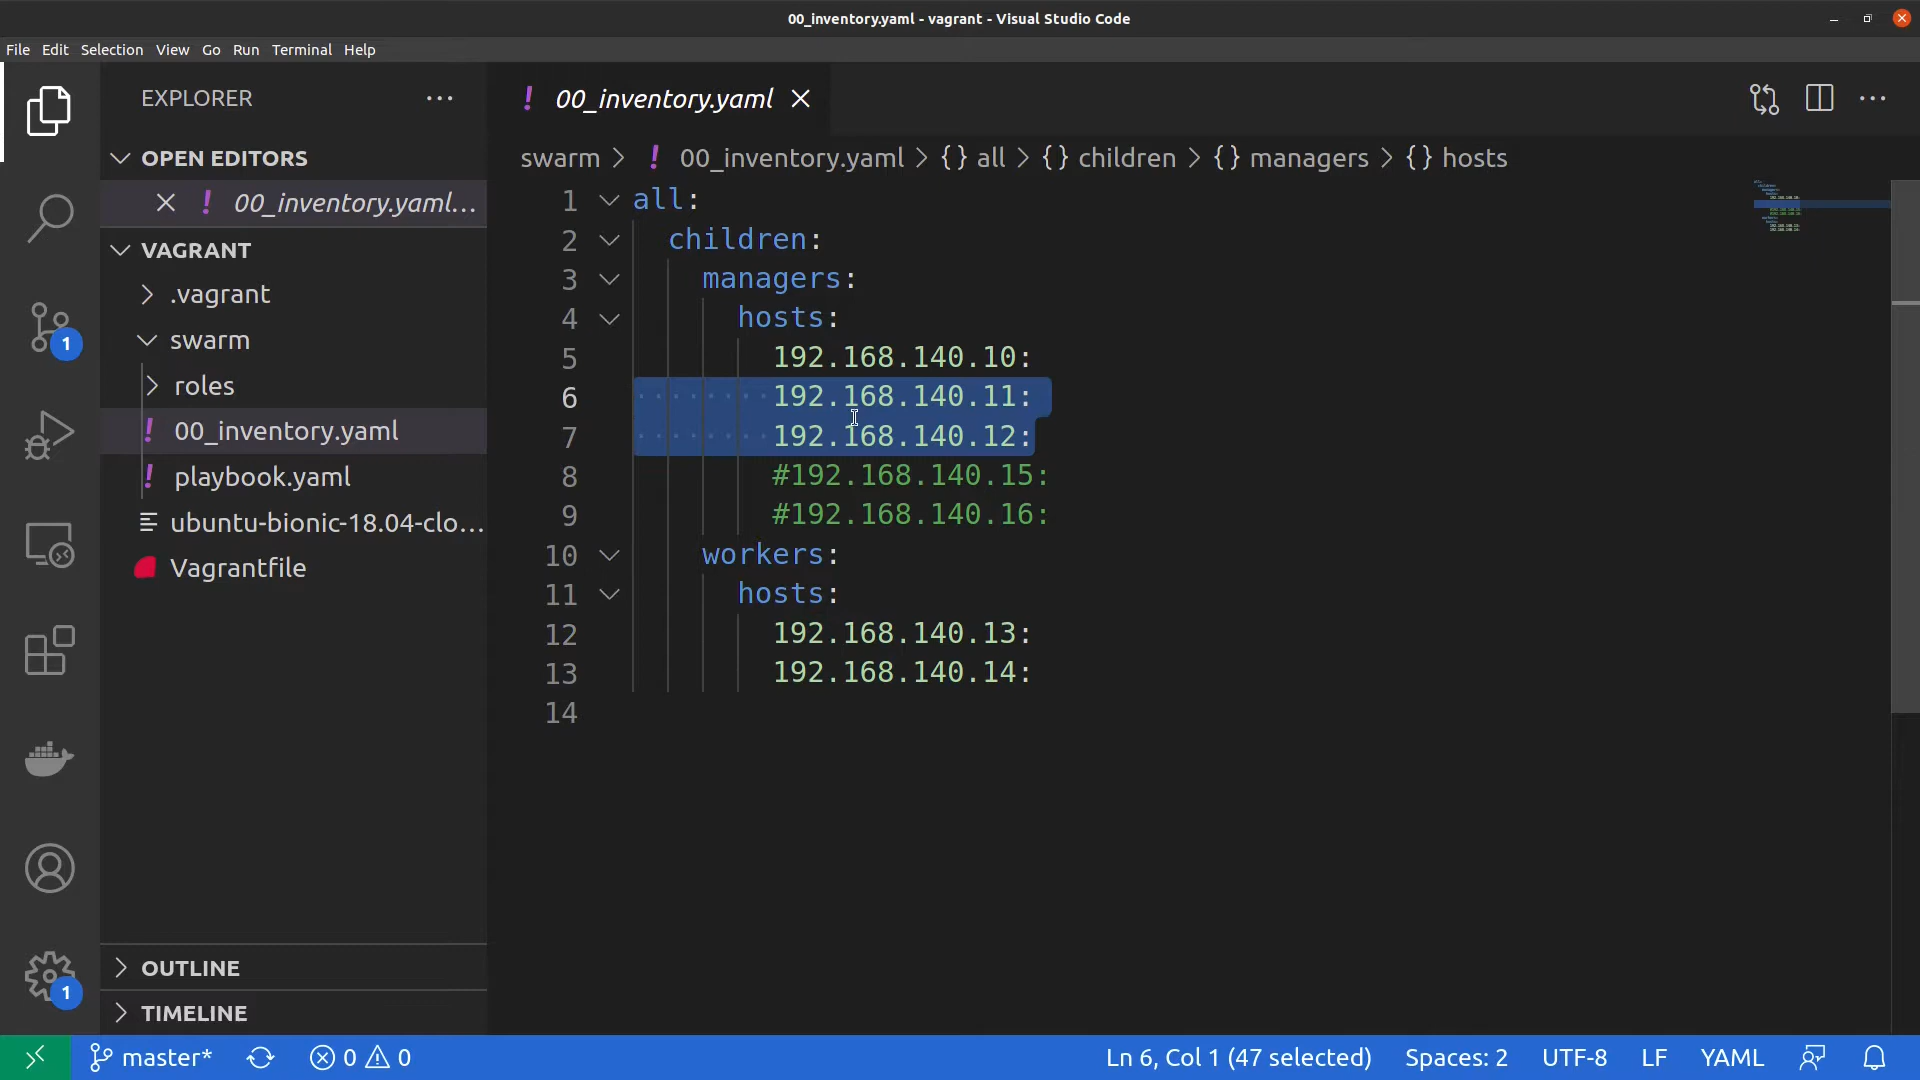 00_inventory.yaml - vagrant - Visual Studio Code
File Edit Selection View Go Run Terminal Help
EXPLORER
OPEN EDITORS
! 00_inventory.yaml...
VAGRANT
.vagrant
swarm
roles
! 00_inventory.yaml
! playbook.yaml
ubuntu-bionic-18.04-clo...
Vagrantfile
OUTLINE
TIMELINE
1
1
! 00_inventory.yaml
swarm > ! 00_inventory.yaml > {} all > {} children > {} managers > {} hosts
1 all:
2 children:
3 managers:
4 hosts:
5 192.168.140.10:
6 192.168.140.11:
7 192.168.140.12:
8 #192.168.140.15:
9 #192.168.140.16:
10 workers:
11 hosts:
12 192.168.140.13:
13 192.168.140.14:
14
master* 0 0 Ln 6, Col 1 (47 selected) Spaces: 2 UTF-8 LF YAML